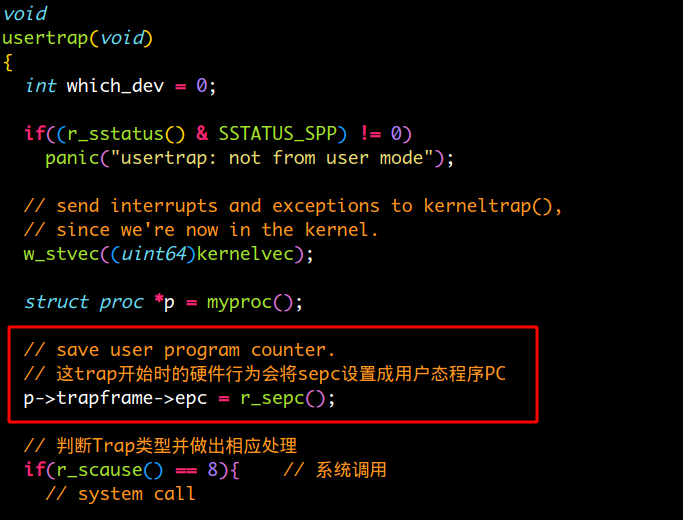 void
usertrap(void)
{
  int which_dev = 0;
  if((r_sstatus() & SSTATUS_SPP) != 0)
    panic("usertrap: not from user mode");
  // send interrupts and exceptions to kerneltrap(),
  // since we're now in the kernel.
  w_stvec((uint64)kernelvec);
  struct proc *p = myproc();
  // save user program counter.
  // 这trap开始时的硬件行为会将sepc设置成用户态程序PC
  p->trapframe->epc = r_sepc();
  // 判断Trap类型并做出相应处理
  if(r_scause() == 8){    // 系统调用
    // system call